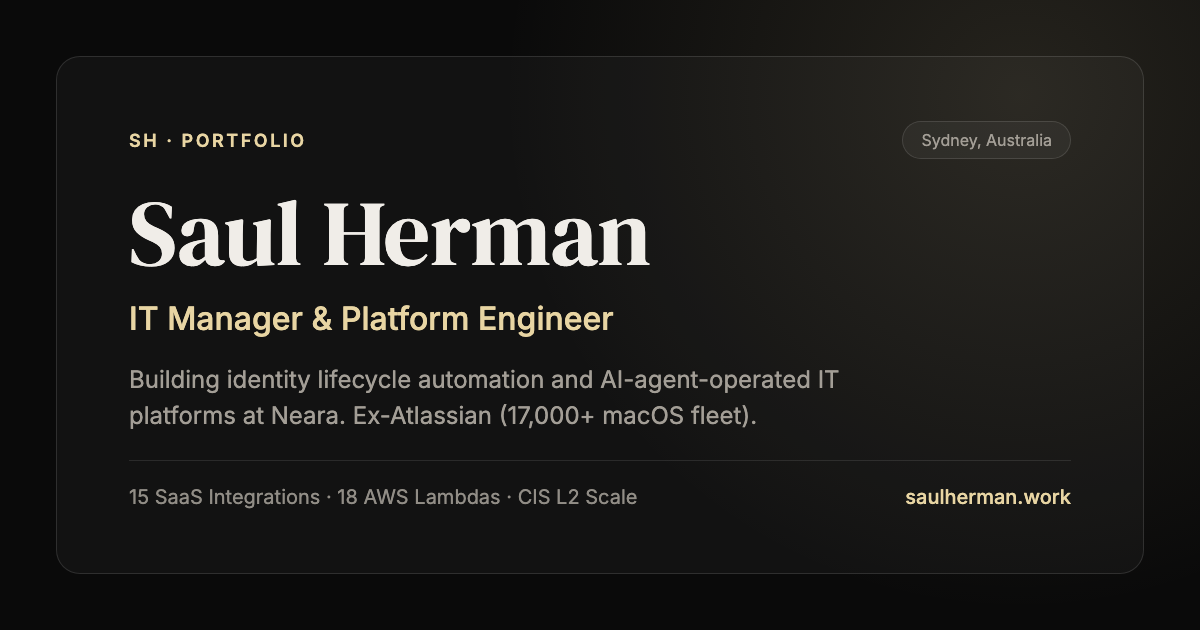 SH · PORTFOLIO
Sydney, Australia
Saul Herman
IT Manager & Platform Engineer
Building identity lifecycle automation and AI-agent-operated IT
platforms at Neara. Ex-Atlassian (17,000+ macOS fleet).
15 SaaS Integrations · 18 AWS Lambdas · CIS L2 Scale
saulherman.work